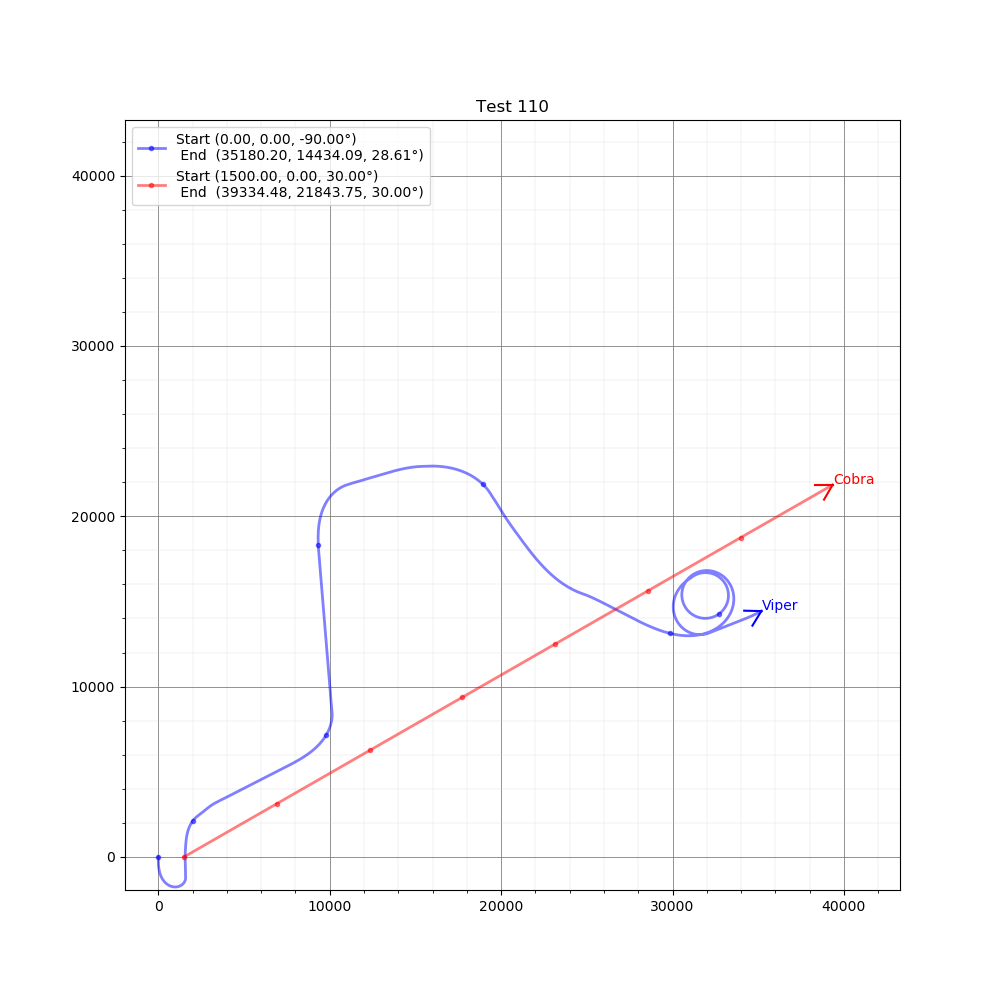 Test 110
Start (0.00, 0.00, -90.00°)
End  (35180.20, 14434.09, 28.61°)
Start (1500.00, 0.00, 30.00°)
End  (39334.48, 21843.75, 30.00°)
40000
30000
20000
10000
0
Cobra
Viper
0
10000
20000
30000
40000